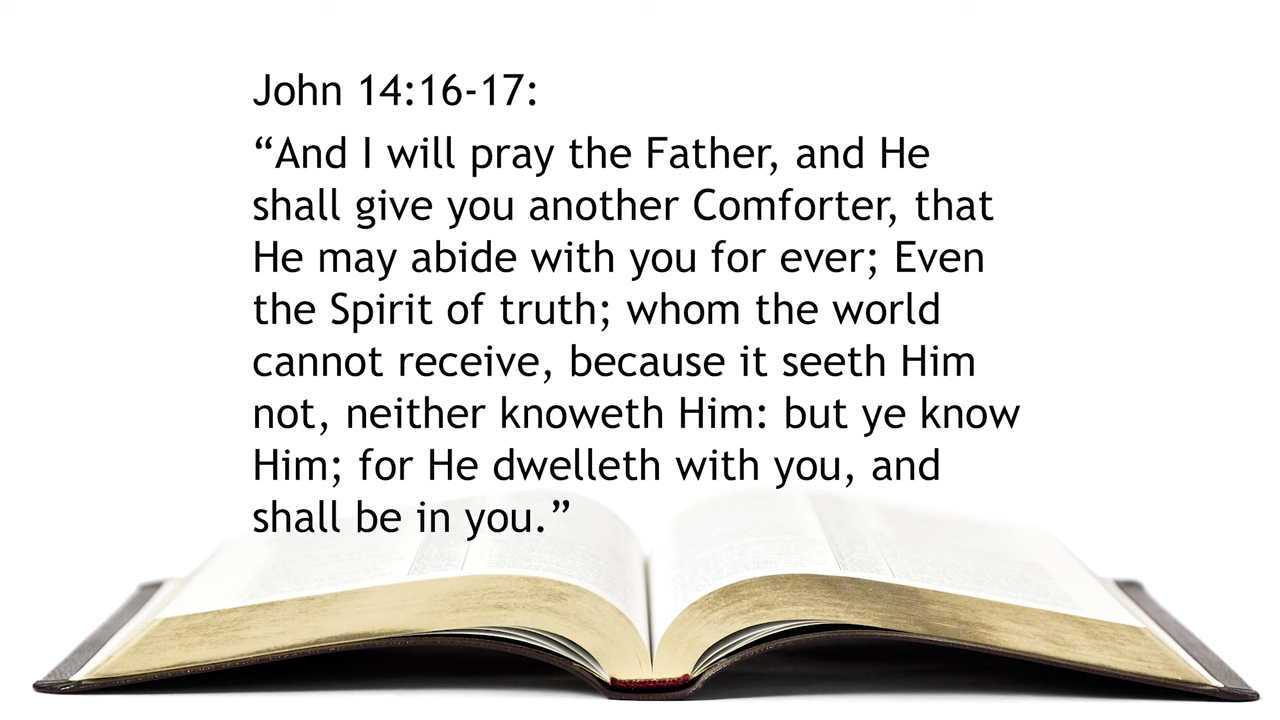 John 14:16-17:
“And I will pray the Father, and He
shall give you another Comforter, that
He may abide with you for ever; Even
the Spirit of truth; whom the world
cannot receive, because it seeth Him
not, neither knoweth Him: but ye know
Him; for He dwelleth with you, and
shall be in you.”